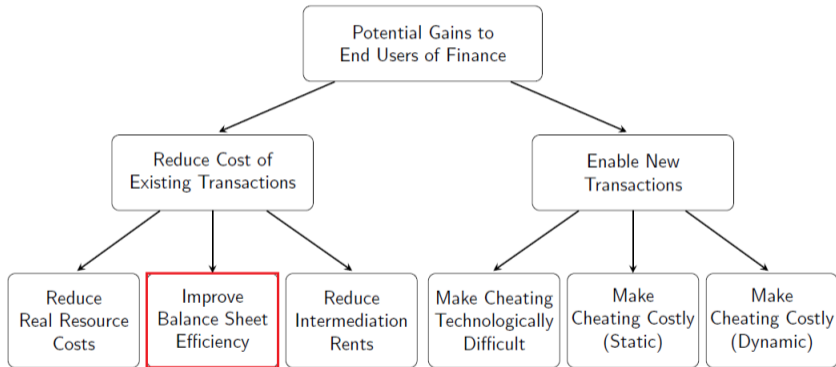 Potential Gains to
End Users of Finance
Reduce Cost of
Existing Transactions
Enable New
Transactions
Reduce
Real Resource
Costs
Improve
Balance Sheet
Efficiency
Reduce
Intermediation
Rents
Make Cheating
Technologically
Difficult
Make
Cheating Costly
(Static)
Make
Cheating Costly
(Dynamic)